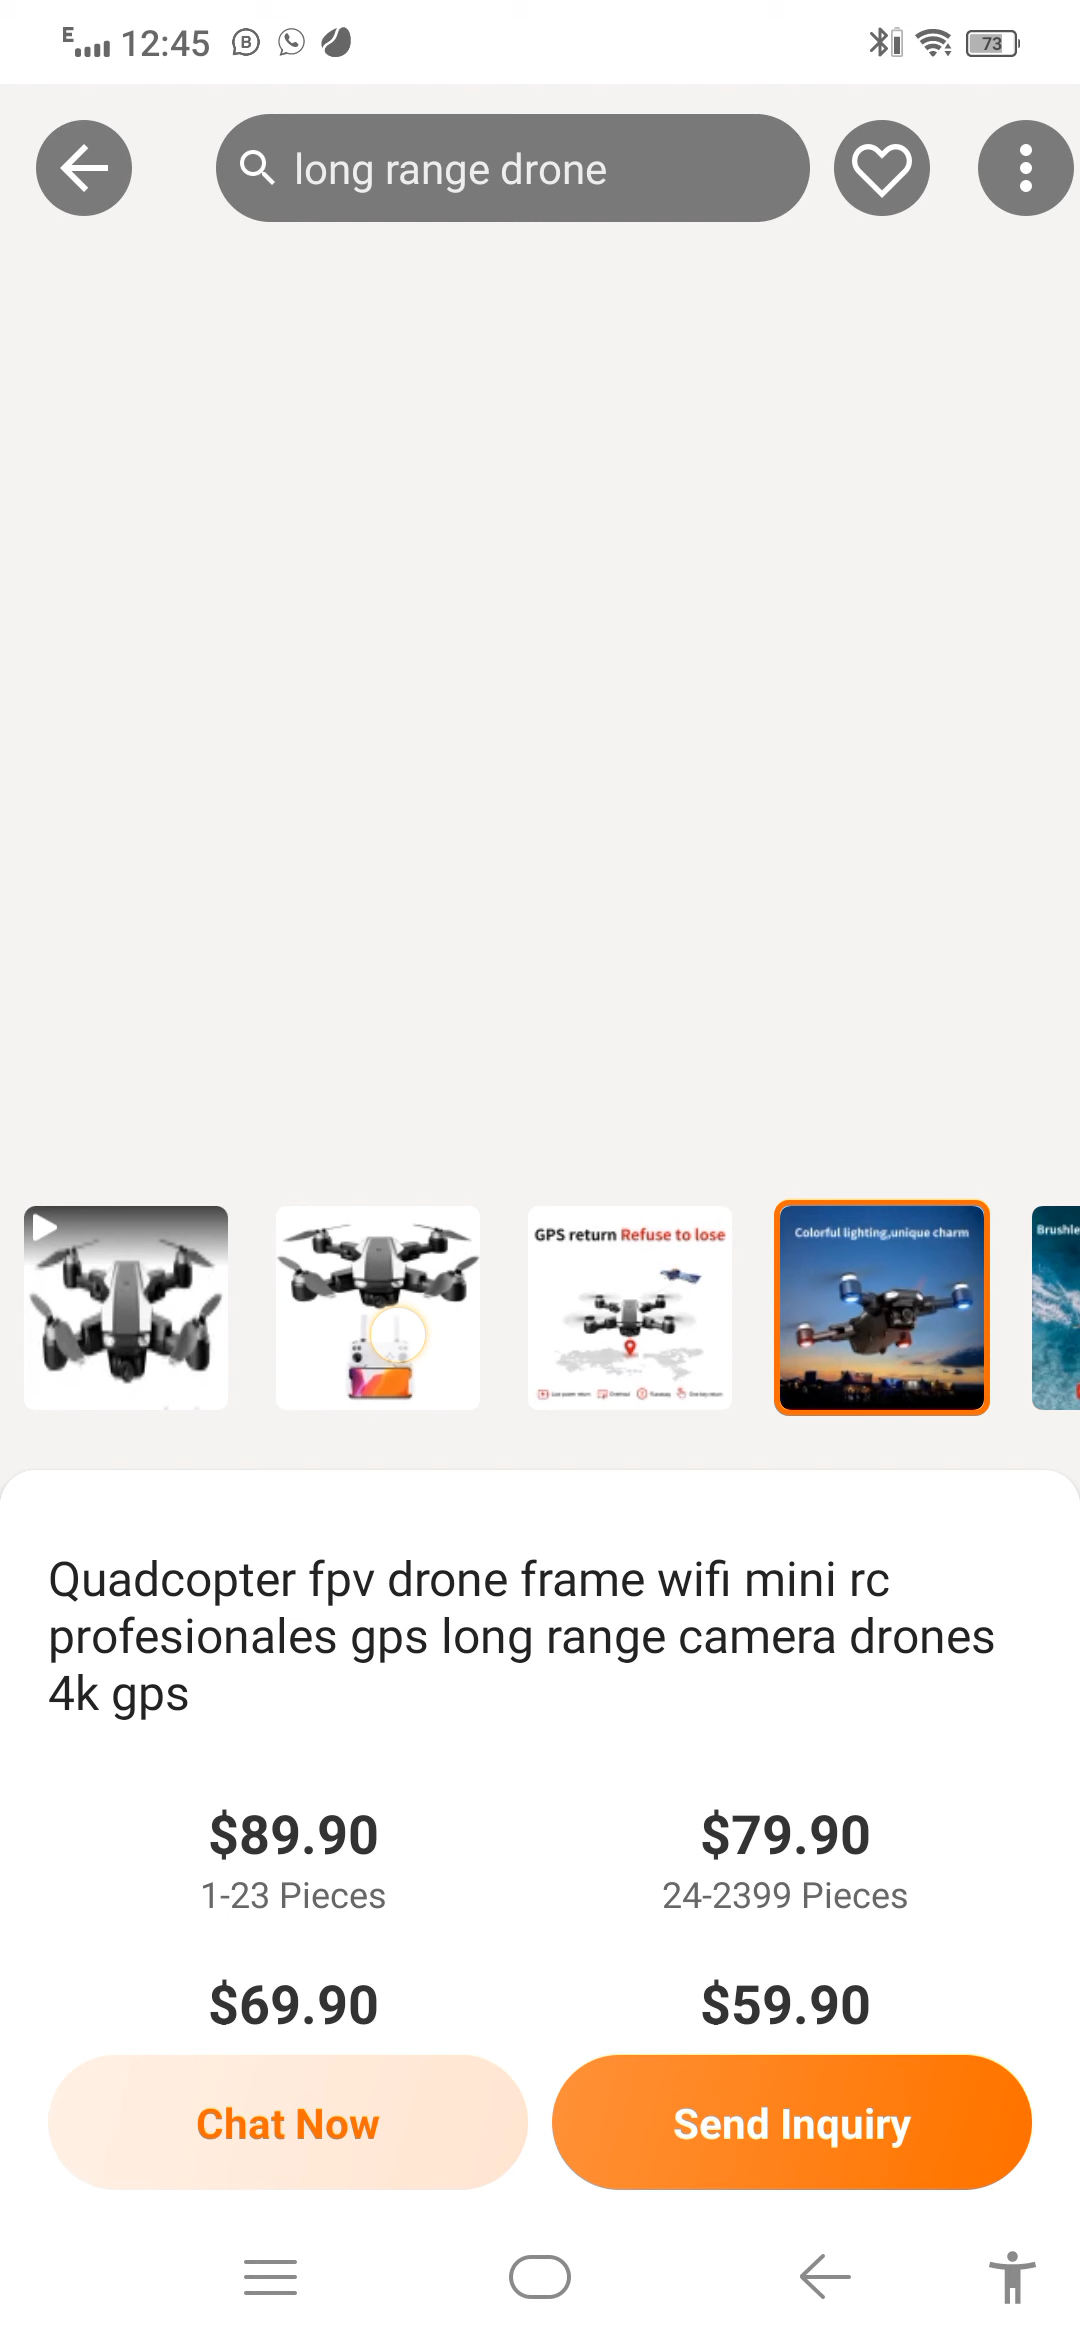 E 12:45 B 73
long range drone
GPS return Refuse to lose
Colorful lighting,unique charm
Quadcopter fpv drone frame wifi mini rc
profesionales gps long range camera drones
4k gps
$89.90 $79.90
1-23 Pieces 24-2399 Pieces
$69.90 $59.90
Chat Now Send Inquiry